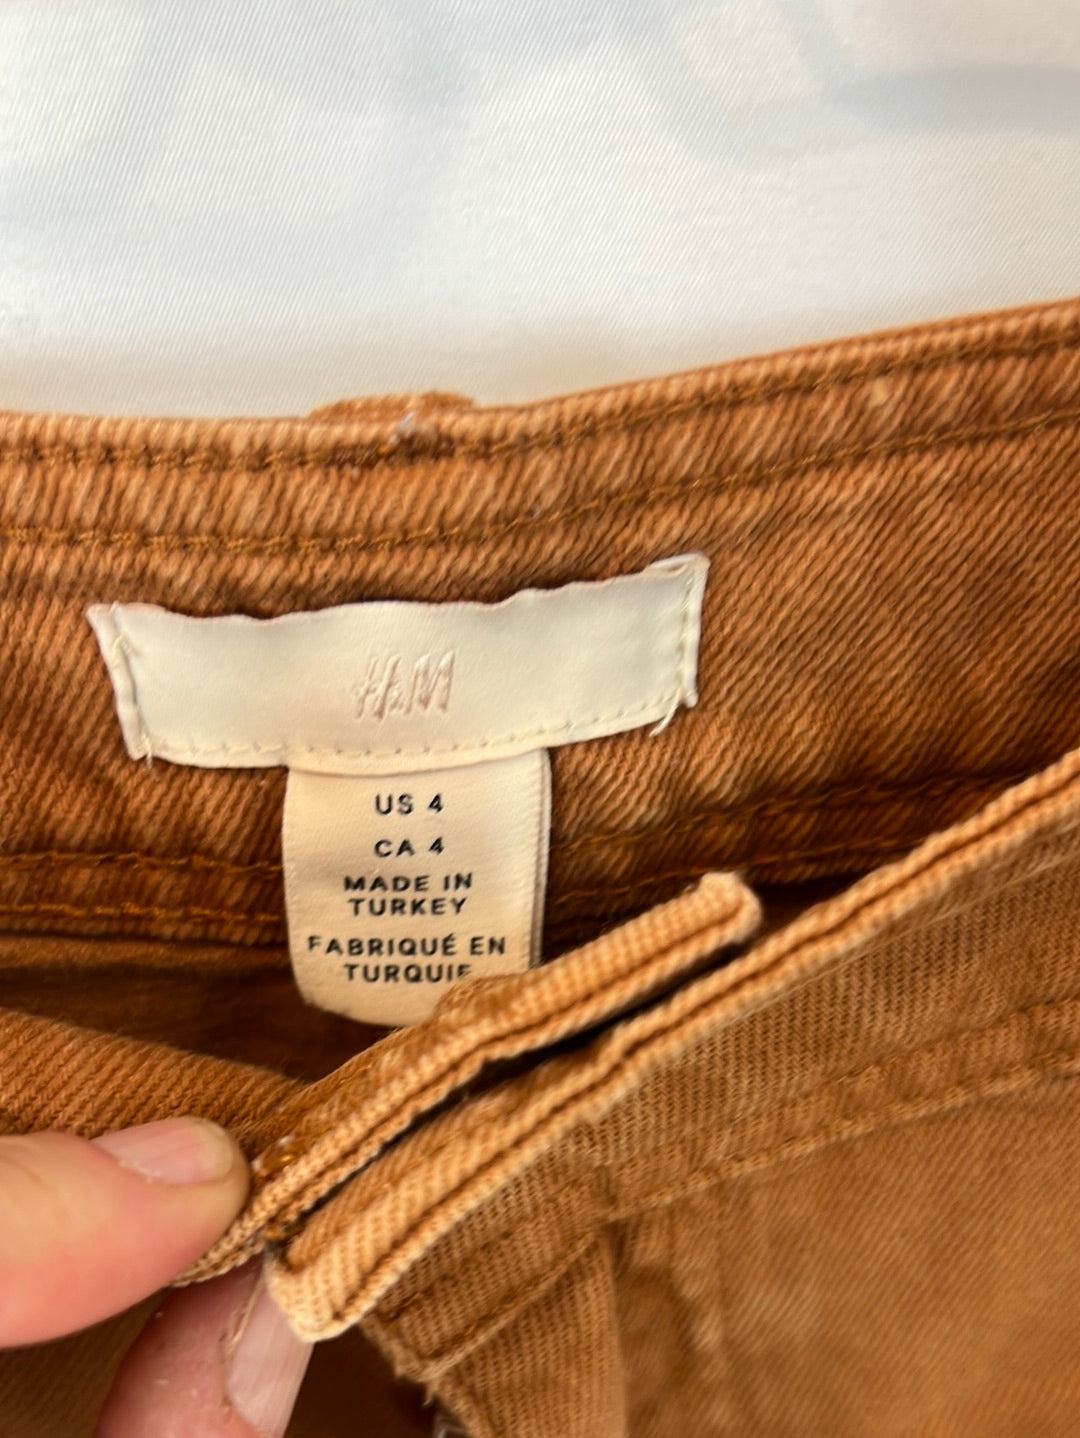 H&M
US 4
CA 4
MADE IN
TURKEY
FABRIQUÉ EN
TURQUIE